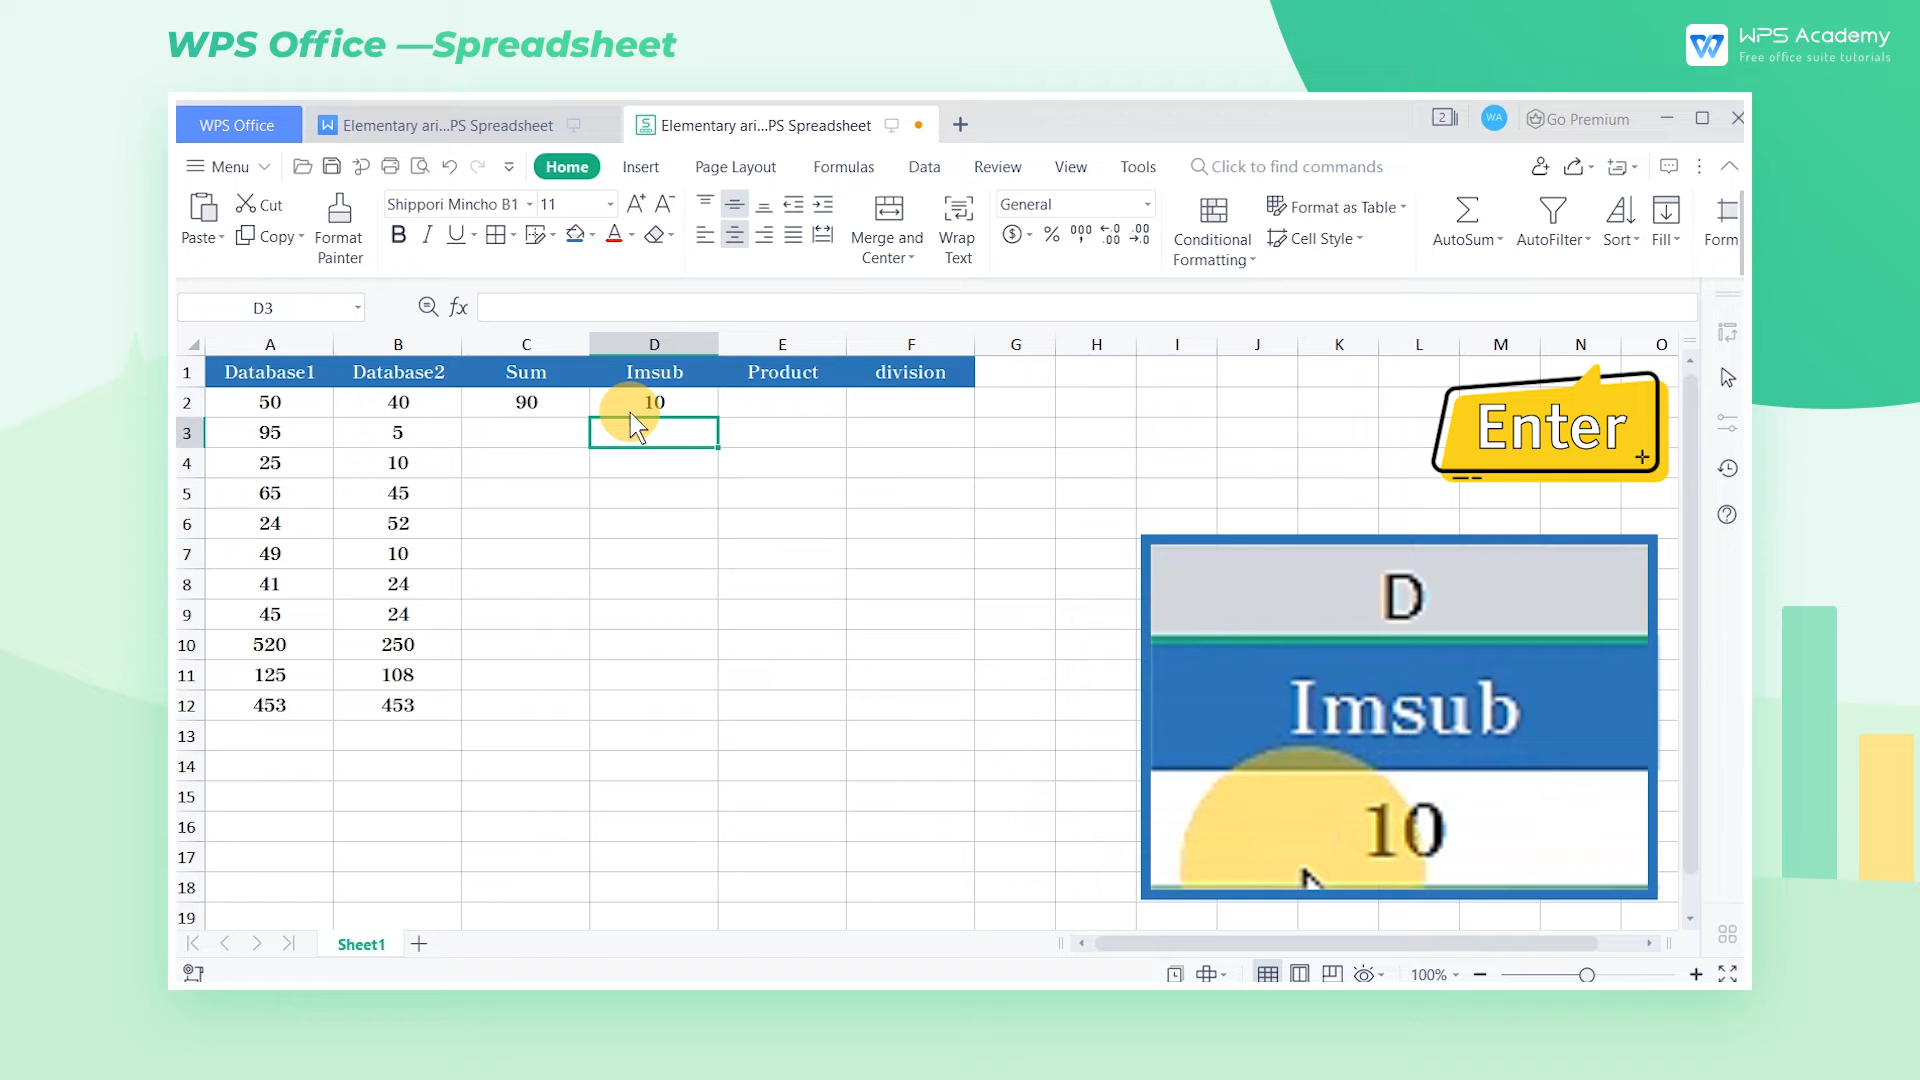 WPS Office —Spreadsheet
WPS Academy
Free office suite tutorials
WPS Office
Elementary ari...PS Spreadsheet
Elementary ari...PS Spreadsheet
2
WA
Go Premium
Menu
Home
Insert
Page Layout
Formulas
Data
Review
View
Tools
Click to find commands
Paste
Cut
Copy
Format Painter
Shippori Mincho B1
11
Merge and Center
Wrap Text
General
Conditional Formatting
Format as Table
Cell Style
AutoSum
AutoFilter
Sort
Fill
Form
D3
fx
A B C D E F G H I J K L M N O
1 Database1 Database2 Sum Imsub Product division
2 50 40 90 10
3 95 5
4 25 10
5 65 45
6 24 52
7 49 10
8 41 24
9 45 24
10 520 250
11 125 108
12 453 453
13
14
15
16
17
18
19
Enter
D
Imsub
10
Sheet1
100%